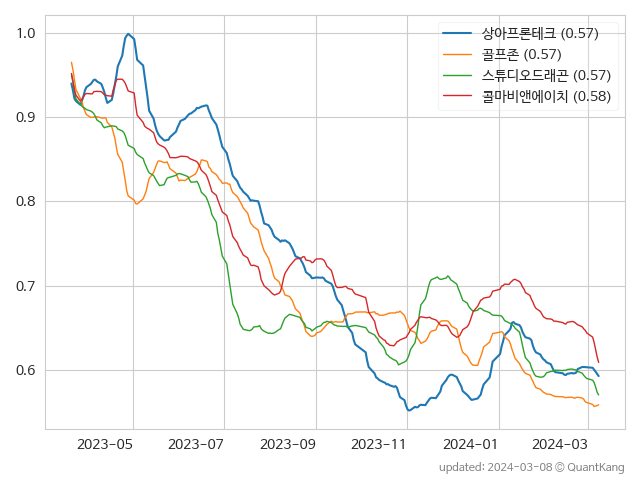 1.0
0.9
0.8
0.7
0.6
상아프론테크 (0.57)
골프존 (0.57)
스튜디오드래곤 (0.57)
콜마비앤에이치 (0.58)
2023-05 2023-07 2023-09 2023-11 2024-01 2024-03
updated: 2024-03-08 © QuantKang